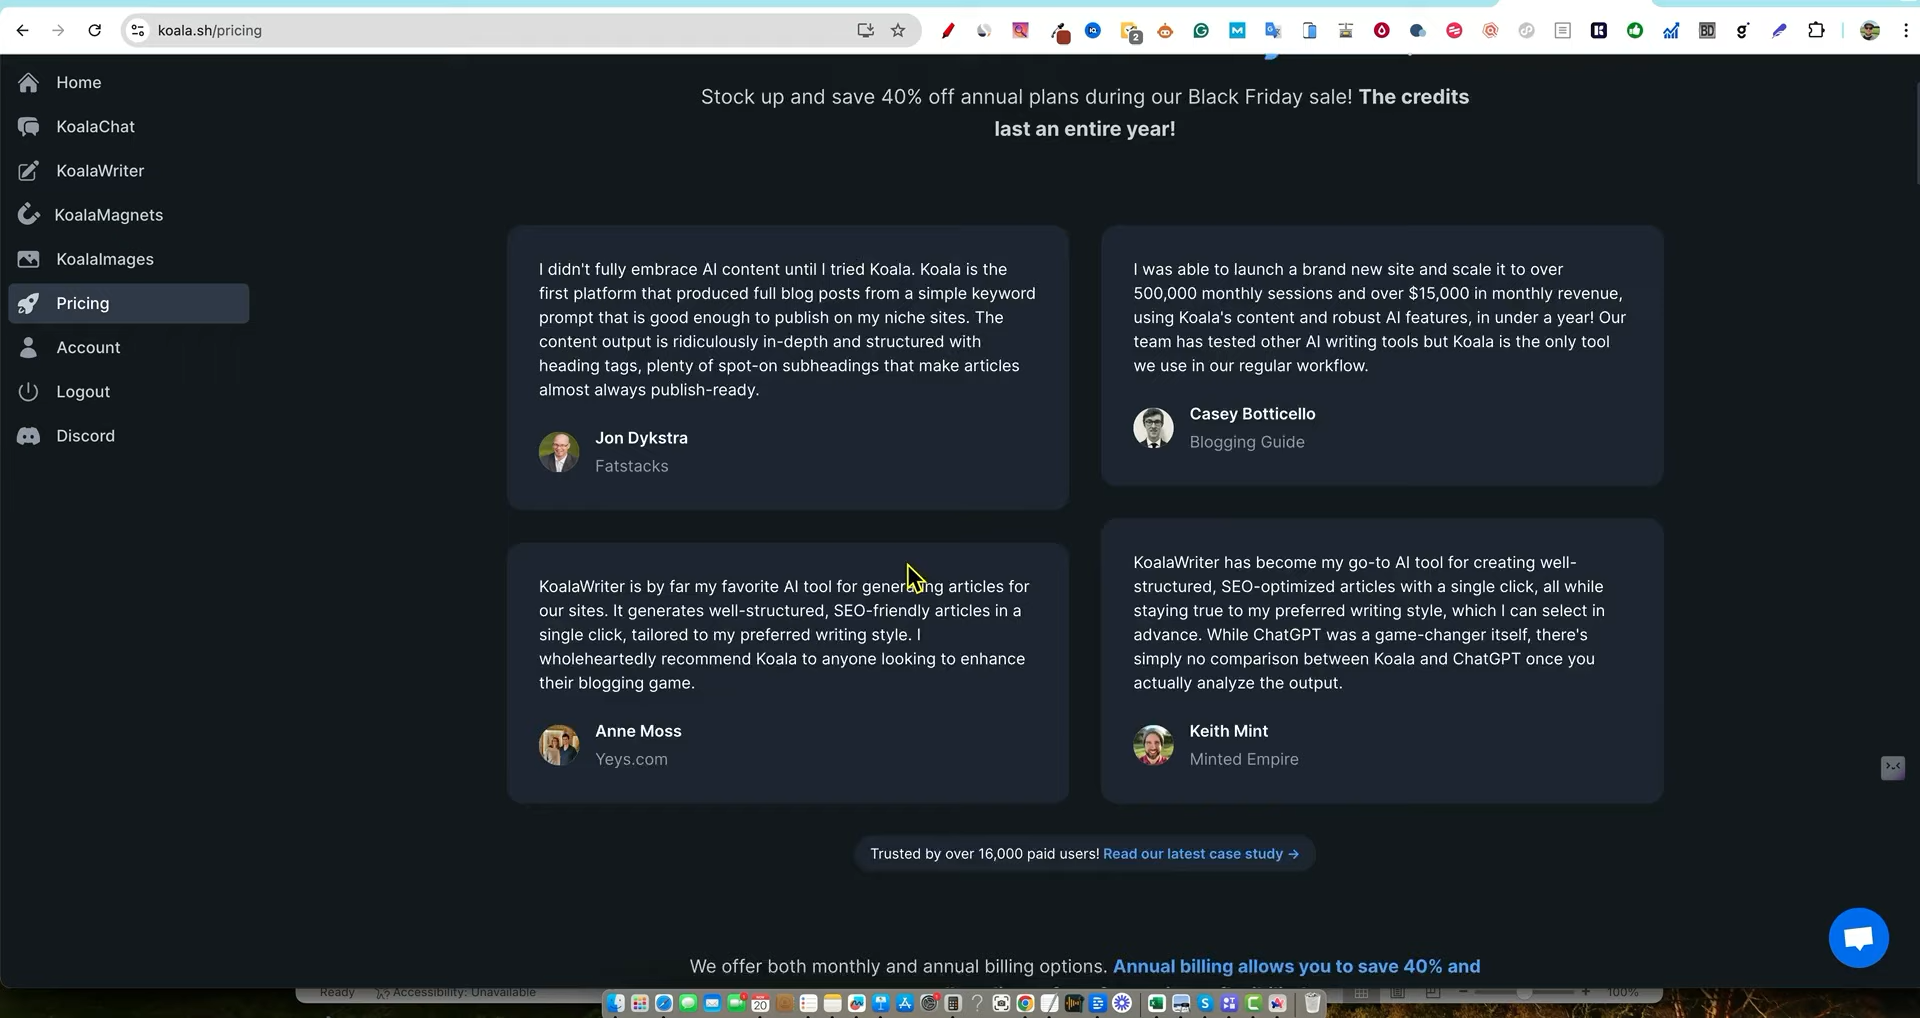 koala.sh/pricing
2
BD
Home
KoalaChat
KoalaWriter
KoalaMagnets
KoalaImages
Pricing
Account
Logout
Discord
Stock up and save 40% off annual plans during our Black Friday sale! The credits
last an entire year!
I didn't fully embrace AI content until I tried Koala. Koala is the
first platform that produced full blog posts from a simple keyword
prompt that is good enough to publish on my niche sites. The
content output is ridiculously in-depth and structured with
heading tags, plenty of spot-on subheadings that make articles
almost always publish-ready.
Jon Dykstra
Fatstacks
I was able to launch a brand new site and scale it to over
500,000 monthly sessions and over $15,000 in monthly revenue,
using Koala's content and robust AI features, in under a year! Our
team has tested other AI writing tools but Koala is the only tool
we use in our regular workflow.
Casey Botticello
Blogging Guide
KoalaWriter is by far my favorite AI tool for generating articles for
our sites. It generates well-structured, SEO-friendly articles in a
single click, tailored to my preferred writing style. I
wholeheartedly recommend Koala to anyone looking to enhance
their blogging game.
Anne Moss
Yeys.com
KoalaWriter has become my go-to AI tool for creating well-
structured, SEO-optimized articles with a single click, all while
staying true to my preferred writing style, which I can select in
advance. While ChatGPT was a game-changer itself, there's
simply no comparison between Koala and ChatGPT once you
actually analyze the output.
Keith Mint
Minted Empire
Trusted by over 16,000 paid users! Read our latest case study →
We offer both monthly and annual billing options. Annual billing allows you to save 40% and
Ready
Accessibility: Unavailable
20
100%